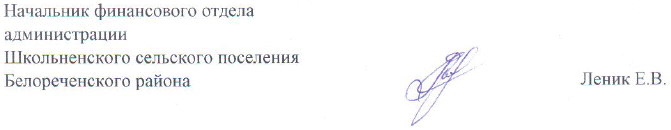 Начальник финансового отдела
администрации
Школьненского сельского поселения
Белореченского района Леник Е.В.